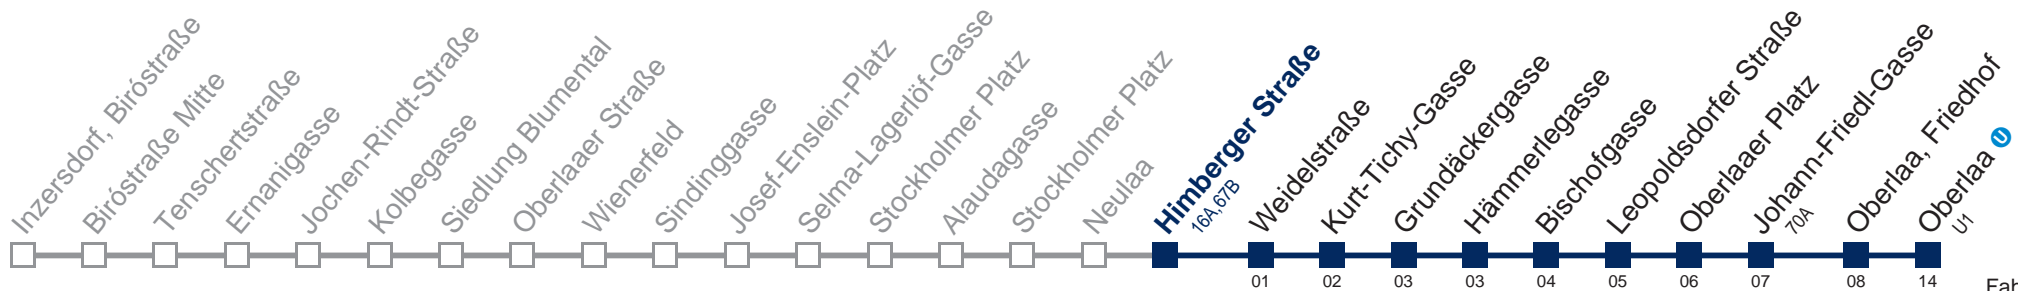 Inzersdorf, Biróstraße
Biróstraße Mitte
Tenschertstraße
Ernanigasse
Jochen-Rindt-Straße
Kolbegasse
Siedlung Blumental
Oberlaaer Straße
Wienerfeld
Sindinggasse
Josef-Enslein-Platz
Selma-Lagerlöf-Gasse
Stockholmer Platz
Alaudagasse
Stockholmer Platz
Neulaa
Himberger Straße
16A,67B
Weidelstraße
Kurt-Tichy-Gasse
Grundäckergasse
Hämmerlegasse
Bischofgasse
Leopoldsdorfer Straße
Oberlaaer Platz
Johann-Friedl-Gasse
70A
Oberlaa, Friedhof
Oberlaa U
U1
01 02 03 03 04 05 06 07 08 14
Fah